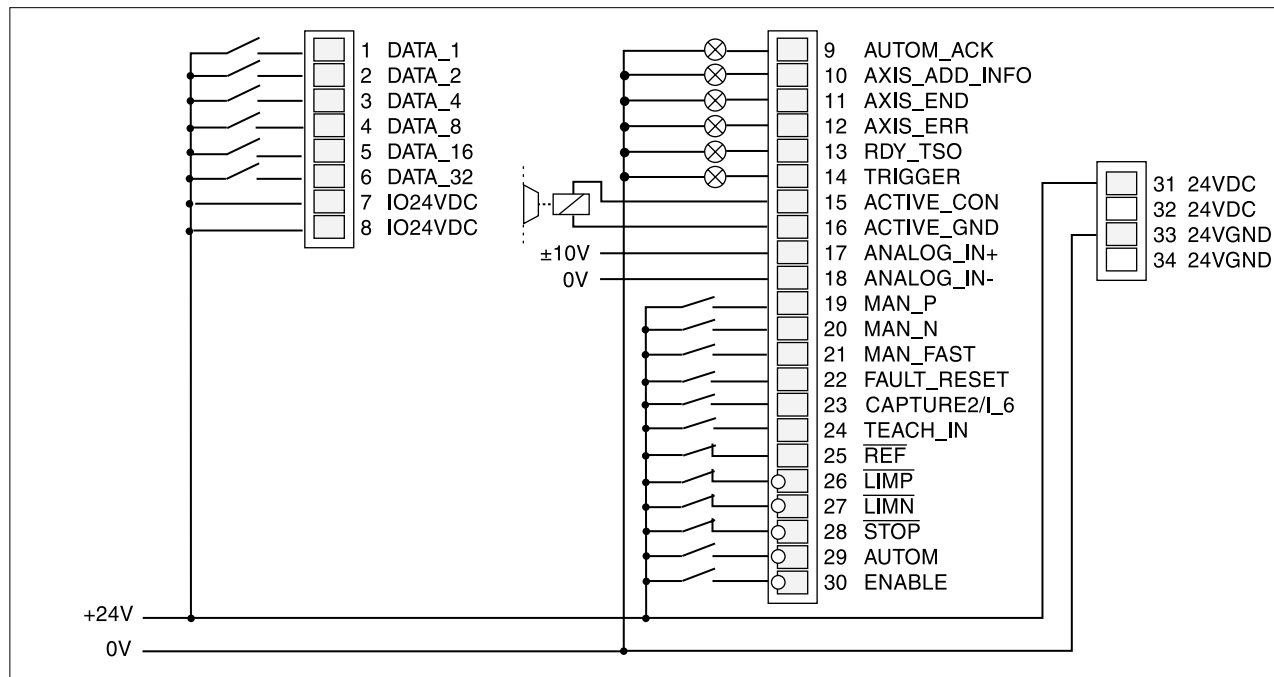 1 DATA_1
2 DATA_2
3 DATA_4
4 DATA_8
5 DATA_16
6 DATA_32
7 IO24VDC
8 IO24VDC
9 AUTOM_ACK
10 AXIS_ADD_INFO
11 AXIS_END
12 AXIS_ERR
13 RDY_TSO
14 TRIGGER
15 ACTIVE_CON
16 ACTIVE_GND
±10V 17 ANALOG_IN+
0V 18 ANALOG_IN-
19 MAN_P
20 MAN_N
21 MAN_FAST
22 FAULT_RESET
23 CAPTURE2/I_6
24 TEACH_IN
25 REF
26 LIMP
27 LIMN
28 STOP
29 AUTOM
30 ENABLE
31 24VDC
32 24VDC
33 24VGND
34 24VGND
+24V
0V